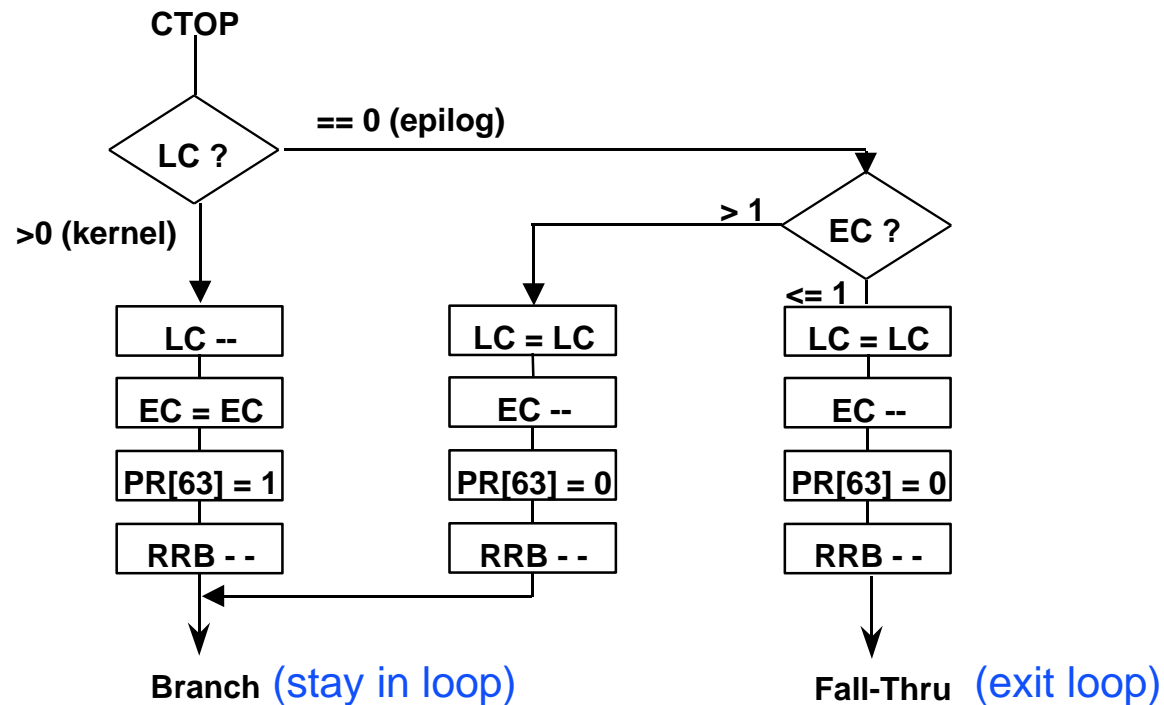 CTOP
== 0 (epilog)
LC ?
>0 (kernel)
> 1
EC ?
<= 1
LC --
LC = LC
LC = LC
EC = EC
EC --
EC --
PR[63] = 1
PR[63] = 0
PR[63] = 0
RRB - -
RRB - -
RRB - -
Branch (stay in loop)
Fall-Thru (exit loop)